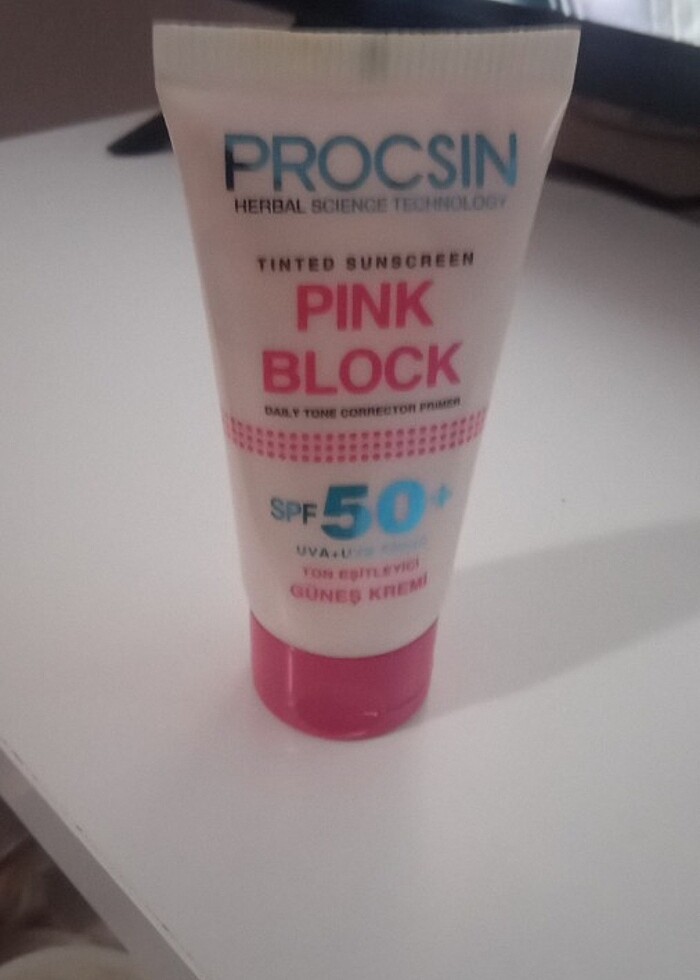 PROCSIN
HERBAL SCIENCE TECHNOLOGY
TINTED SUNSCREEN
PINK
BLOCK
DAILY TONE CORRECTOR PRIMER
SPF 50+
UVA+
TON EŞİTLEYİCİ
GÜNEŞ KREMİ